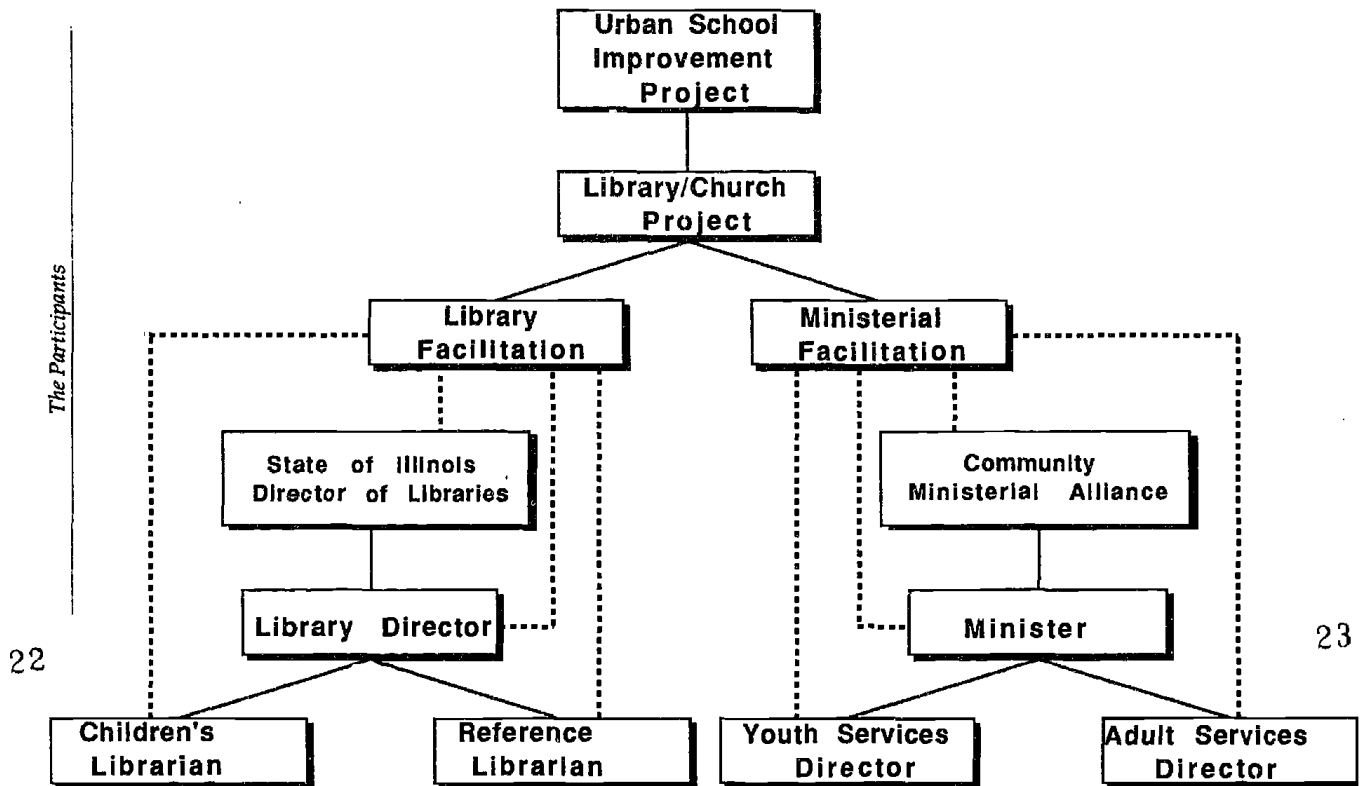 Urban School
Improvement
Project
Library/Church
Project
The Participants
Library
Facilitation
Ministerial
Facilitation
State of Illinois
Director of Libraries
Community
Ministerial Alliance
Library Director
Minister
22
23
Children's
Librarian
Reference
Librarian
Youth Services
Director
Adult Services
Director